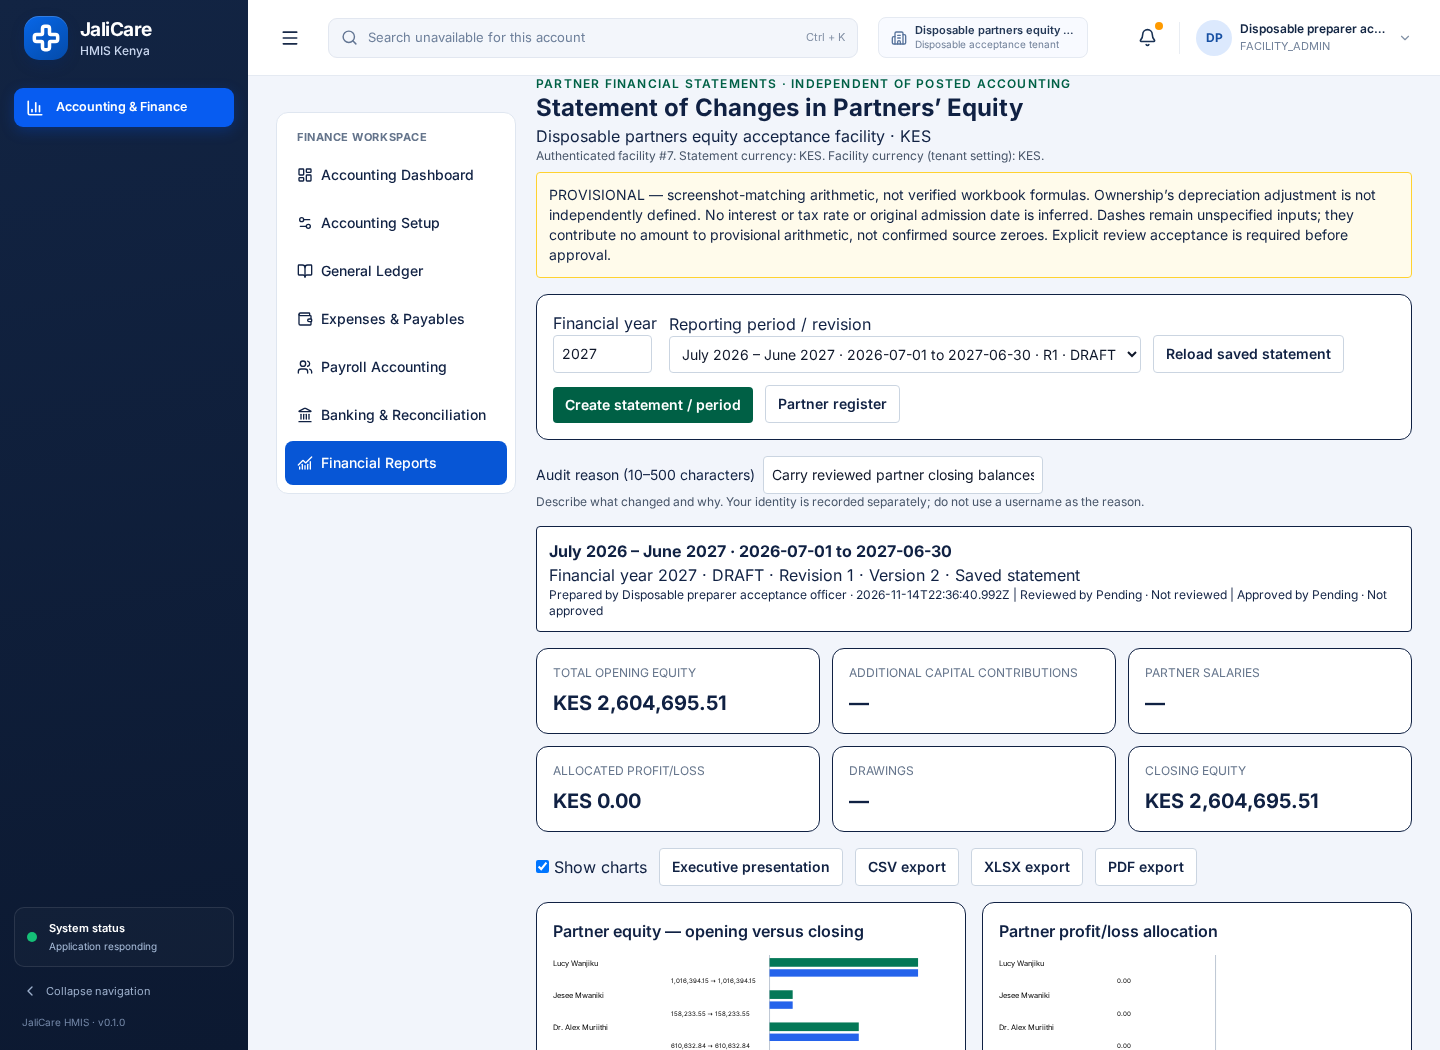 JaliCare
HMIS Kenya
Accounting & Finance
System status
Application responding
Collapse navigation
JaliCare HMIS · v0.1.0
Search unavailable for this account
Ctrl + K
Disposable partners equity ...
Disposable acceptance tenant
DP
Disposable preparer ac...
FACILITY_ADMIN
FINANCE WORKSPACE
Accounting Dashboard
Accounting Setup
General Ledger
Expenses & Payables
Payroll Accounting
Banking & Reconciliation
Financial Reports
PARTNER FINANCIAL STATEMENTS · INDEPENDENT OF POSTED ACCOUNTING
Statement of Changes in Partners’ Equity
Disposable partners equity acceptance facility · KES
Authenticated facility #7. Statement currency: KES. Facility currency (tenant setting): KES.
PROVISIONAL — screenshot-matching arithmetic, not verified workbook formulas. Ownership’s depreciation adjustment is not
independently defined. No interest or tax rate or original admission date is inferred. Dashes remain unspecified inputs; they
contribute no amount to provisional arithmetic, not confirmed source zeroes. Explicit review acceptance is required before
approval.
Financial year
2027
Reporting period / revision
July 2026 – June 2027 · 2026-07-01 to 2027-06-30 · R1 · DRAFT
Reload saved statement
Create statement / period
Partner register
Audit reason (10–500 characters)
Carry reviewed partner closing balances
Describe what changed and why. Your identity is recorded separately; do not use a username as the reason.
July 2026 – June 2027 · 2026-07-01 to 2027-06-30
Financial year 2027 · DRAFT · Revision 1 · Version 2 · Saved statement
Prepared by Disposable preparer acceptance officer · 2026-11-14T22:36:40.992Z | Reviewed by Pending · Not reviewed | Approved by Pending · Not
approved
TOTAL OPENING EQUITY
KES 2,604,695.51
ADDITIONAL CAPITAL CONTRIBUTIONS
—
PARTNER SALARIES
—
ALLOCATED PROFIT/LOSS
KES 0.00
DRAWINGS
—
CLOSING EQUITY
KES 2,604,695.51
Show charts
Executive presentation
CSV export
XLSX export
PDF export
Partner equity — opening versus closing
Lucy Wanjiku
1,016,394.15 → 1,016,394.15
Jesee Mwaniki
158,233.55 → 158,233.55
Dr. Alex Muriithi
610,632.84 → 610,632.84
Partner profit/loss allocation
Lucy Wanjiku
0.00
Jesee Mwaniki
0.00
Dr. Alex Muriithi
0.00